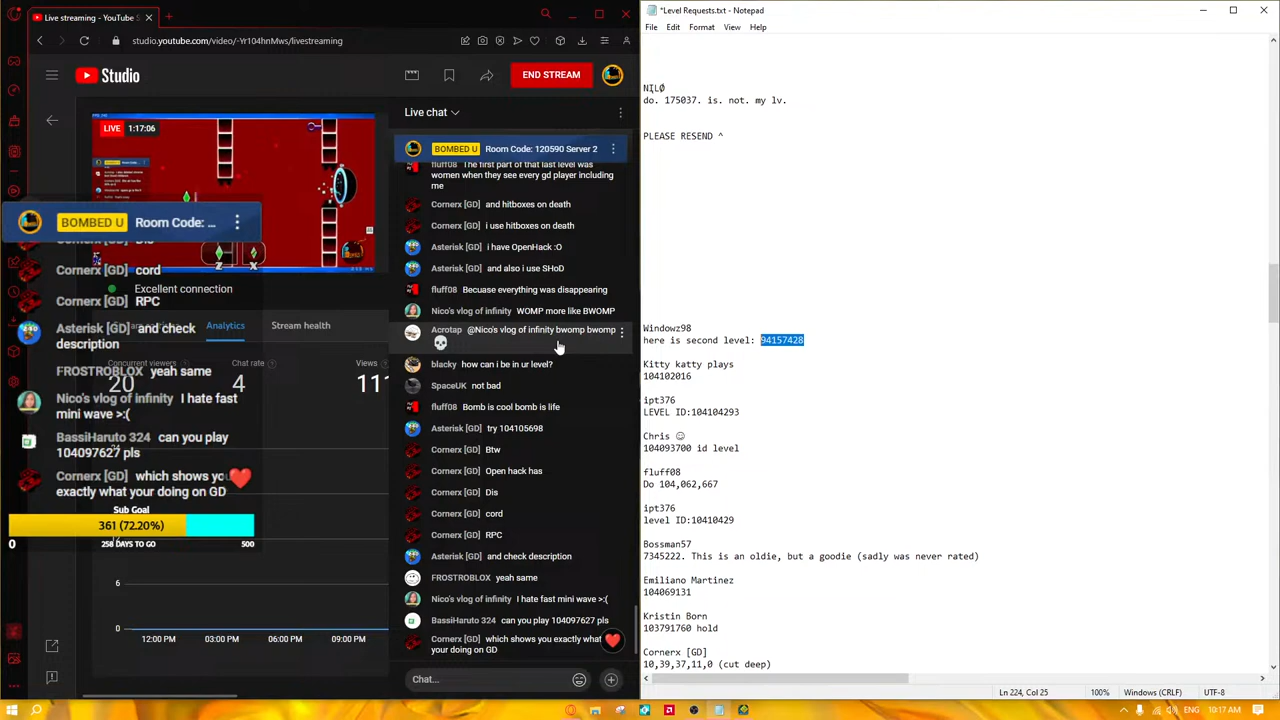 Live streaming - YouTube S
studio.youtube.com/video/-Yr104hnMws/livestreaming
Studio
END STREAM
LIVE
1:17:06
z
x
Excellent connection
Analytics
Stream health
Concurrent viewers
20
Chat rate
4
Views
111
6
0
12:00 PM
03:00 PM
06:00 PM
09:00 PM
BOMBED U Room Code: ...
Cornerx [GD] cord
Cornerx [GD] RPC
Asterisk [GD] and check
description
FROSTROBLOX yeah same
Nico's vlog of infinity I hate fast
mini wave >:(
BassiHaruto 324 can you play
104097627 pls
Cornerx [GD] which shows you
exactly what your doing on GD
Sub Goal
361 (72.20%)
0
258 DAYS TO GO
500
Live chat
BOMBED U Room Code: 120590 Server 2
fluff08 The first part of that last level was
women when they see every gd player including
me
Cornerx [GD] and hitboxes on death
Cornerx [GD] i use hitboxes on death
Asterisk [GD] i have OpenHack :O
Asterisk [GD] and also i use SHoD
fluff08 Becuase everything was disappearing
Nico's vlog of infinity WOMP more like BWOMP
Acrotap @Nico's vlog of infinity bwomp bwomp
💀
blacky how can i be in ur level?
SpaceUK not bad
fluff08 Bomb is cool bomb is life
Asterisk [GD] try 104105698
Cornerx [GD] Btw
Cornerx [GD] Open hack has
Cornerx [GD] Dis
Cornerx [GD] cord
Cornerx [GD] RPC
Asterisk [GD] and check description
FROSTROBLOX yeah same
Nico's vlog of infinity I hate fast mini wave >:(
BassiHaruto 324 can you play 104097627 pls
Cornerx [GD] which shows you exactly what
your doing on GD
Chat...
*Level Requests.txt - Notepad
File Edit Format View Help
NILØ
do. 175037. is. not. my lv.
PLEASE RESEND ^
Windowz98
here is second level: 94157428
Kitty katty plays
104102016
ipt376
LEVEL ID:104104293
Chris ☺
104093700 id level
fluff08
Do 104,062,667
ipt376
level ID:10410429
Bossman57
7345222. This is an oldie, but a goodie (sadly was never rated)
Emiliano Martinez
104069131
Kristin Born
103791760 hold
Cornerx [GD]
10,39,37,11,0 (cut deep)
Ln 224, Col 25
100%
Windows (CRLF)
UTF-8
ENG
10:17 AM